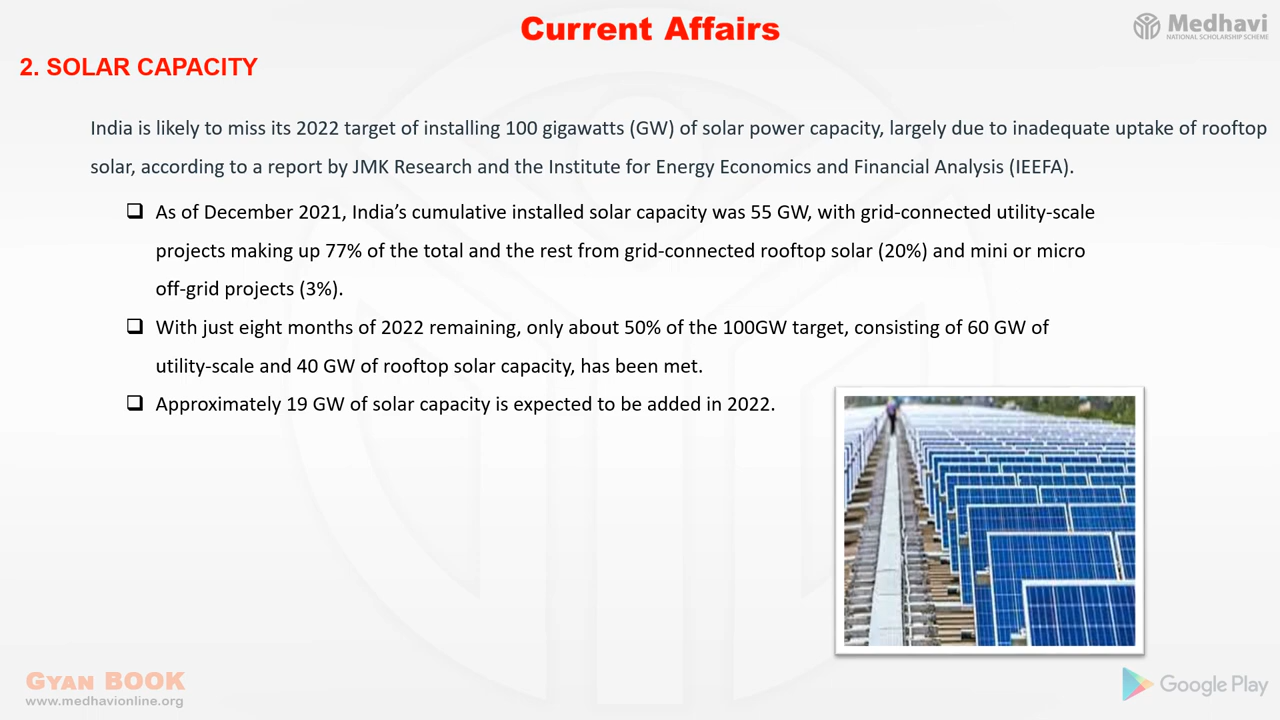 Current Affairs
Medhavi
NATIONAL SCHOLARSHIP SCHEME
2. SOLAR CAPACITY
India is likely to miss its 2022 target of installing 100 gigawatts (GW) of solar power capacity, largely due to inadequate uptake of rooftop
solar, according to a report by JMK Research and the Institute for Energy Economics and Financial Analysis (IEEFA).
❑ As of December 2021, India’s cumulative installed solar capacity was 55 GW, with grid-connected utility-scale
projects making up 77% of the total and the rest from grid-connected rooftop solar (20%) and mini or micro
off-grid projects (3%).
❑ With just eight months of 2022 remaining, only about 50% of the 100GW target, consisting of 60 GW of
utility-scale and 40 GW of rooftop solar capacity, has been met.
❑ Approximately 19 GW of solar capacity is expected to be added in 2022.
GYAN BOOK
www.medhavionline.org
Google Play